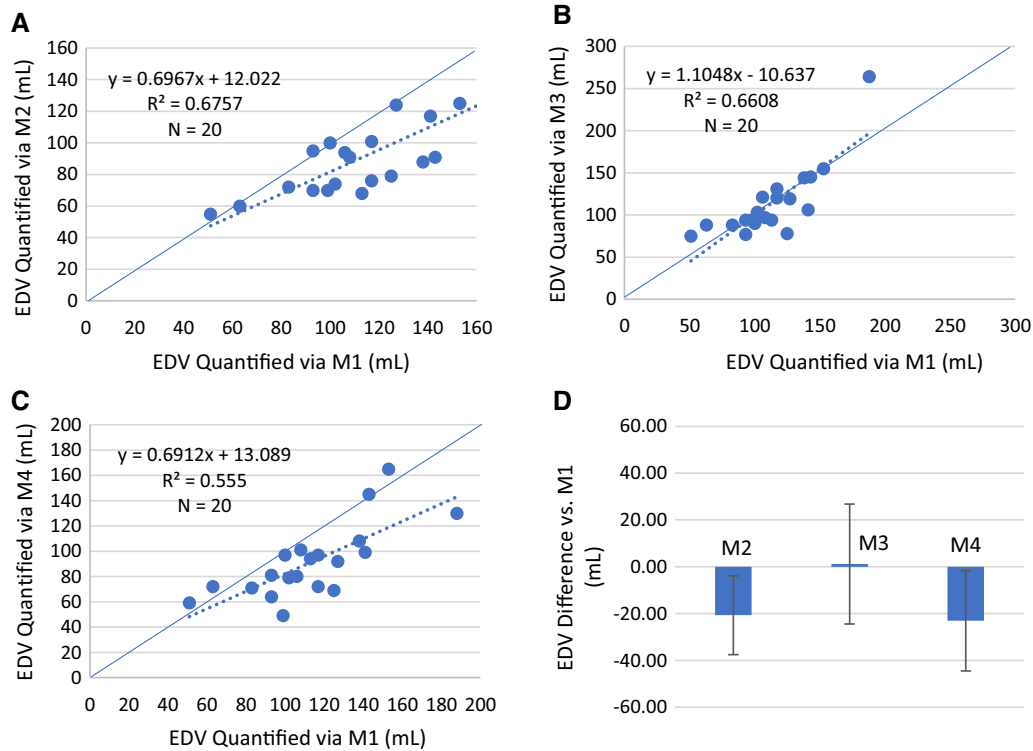 A
EDV Quantified via M2 (mL)
160
140
120
100
80
60
40
20
0
y = 0.6967x + 12.022
R² = 0.6757
N = 20
0 20 40 60 80 100 120 140 160
EDV Quantified via M1 (mL)
B
EDV Quantified via M3 (mL)
300
250
200
150
100
50
0
y = 1.1048x - 10.637
R² = 0.6608
N = 20
0 50 100 150 200 250 300
EDV Quantified via M1 (mL)
C
EDV Quantified via M4 (mL)
200
180
160
140
120
100
80
60
40
20
0
y = 0.6912x + 13.089
R² = 0.555
N = 20
0 20 40 60 80 100 120 140 160 180 200
EDV Quantified via M1 (mL)
D
EDV Difference vs. M1
(mL)
60.00
40.00
20.00
0.00
-20.00
-40.00
-60.00
M2 M3 M4